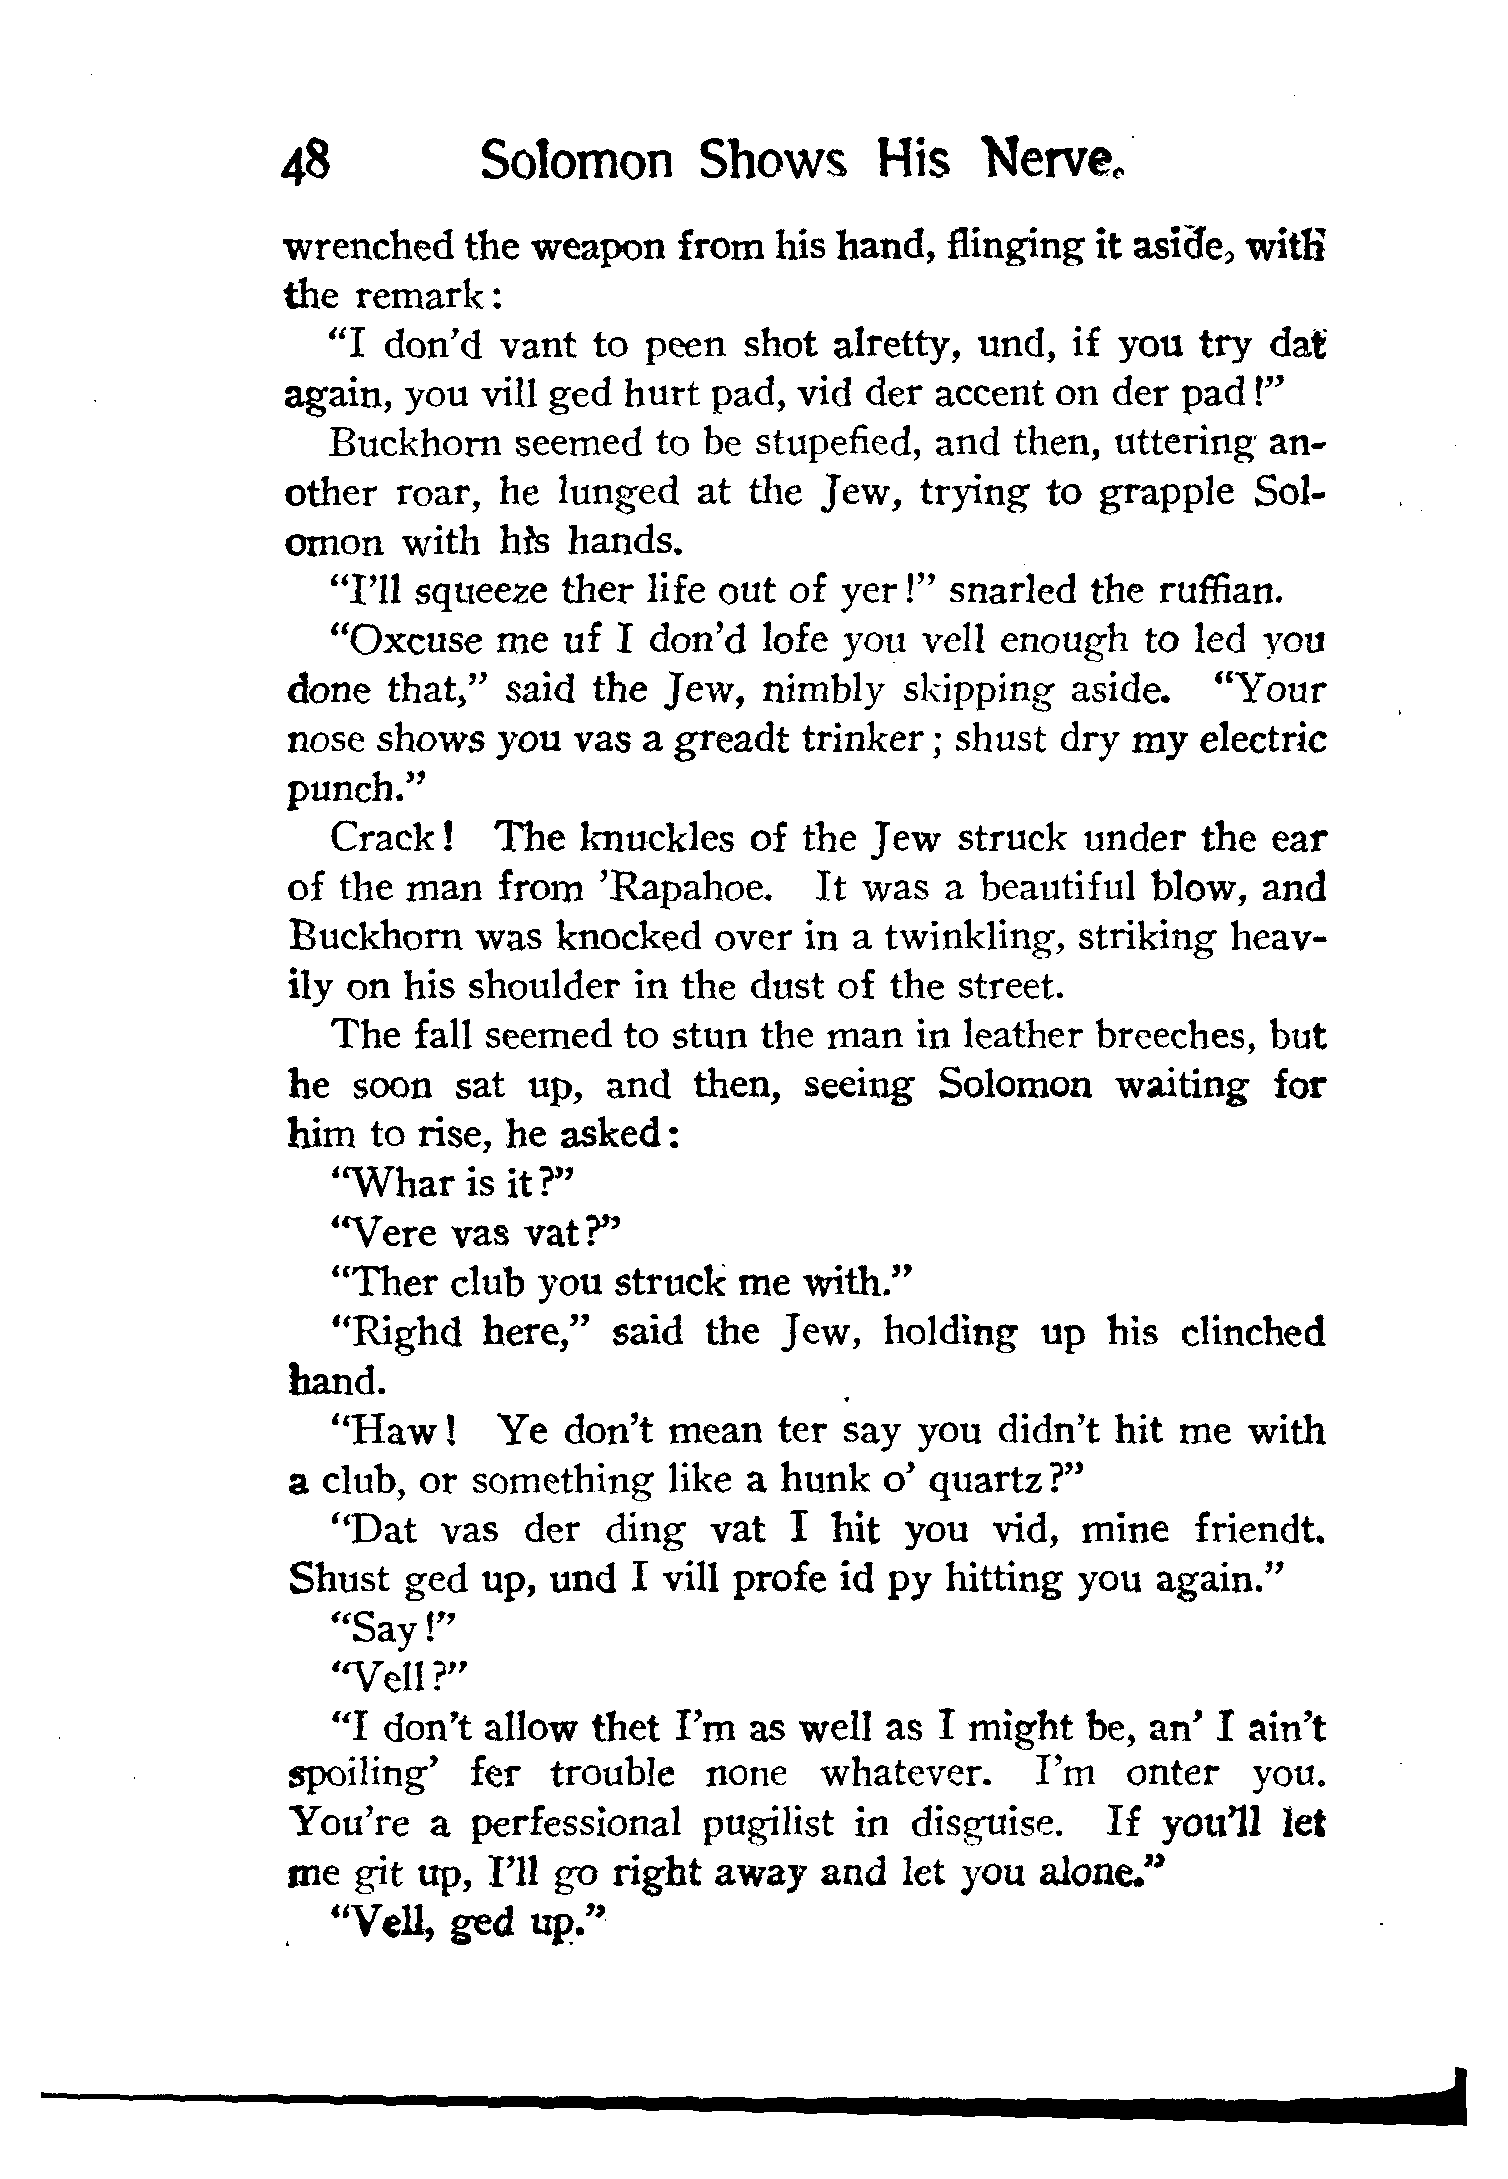 48 Solomon Shows His Nerve.
wrenched the weapon from his hand, flinging it aside, with
the remark:
"I don'd vant to peen shot alretty, und, if you try dat
again, you vill ged hurt pad, vid der accent on der pad!"
Buckhorn seemed to be stupefied, and then, uttering an-
other roar, he lunged at the Jew, trying to grapple Sol-
omon with his hands.
"I'll squeeze ther life out of yer!" snarled the ruffian.
"Oxcuse me uf I don'd lofe you vell enough to led you
done that," said the Jew, nimbly skipping aside. "Your
nose shows you vas a greadt trinker; shust dry my electric
punch."
Crack! The knuckles of the Jew struck under the ear
of the man from 'Rapahoe. It was a beautiful blow, and
Buckhorn was knocked over in a twinkling, striking heav-
ily on his shoulder in the dust of the street.
The fall seemed to stun the man in leather breeches, but
he soon sat up, and then, seeing Solomon waiting for
him to rise, he asked:
"Whar is it?"
"Vere vas vat?"
"Ther club you struck me with."
"Righd here," said the Jew, holding up his clinched
hand.
"Haw! Ye don't mean ter say you didn't hit me with
a club, or something like a hunk o' quartz?"
"Dat vas der ding vat I hit you vid, mine friendt.
Shust ged up, und I vill profe id py hitting you again."
"Say!"
"Vell?"
"I don't allow thet I'm as well as I might be, an' I ain't
spoiling' fer trouble none whatever. I'm onter you.
You're a perfessional pugilist in disguise. If you'll let
me git up, I'll go right away and let you alone."
"Vell, ged up."